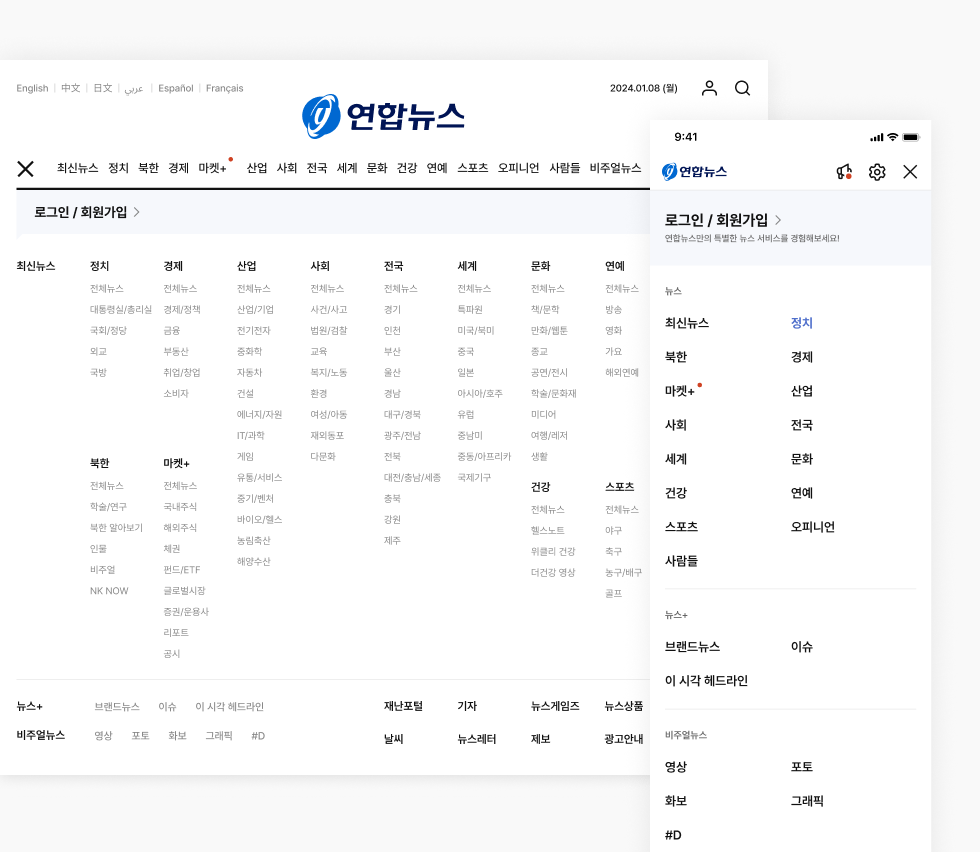 English | 中文 | 日文 | عربي | Español | Français
2024.01.08 (월)
연합뉴스
최신뉴스 정치 북한 경제 마켓+ 산업 사회 전국 세계 문화 건강 연예 스포츠 오피니언 사람들 비주얼뉴스
로그인 / 회원가입
최신뉴스
정치
전체뉴스
대통령실/총리실
국회/정당
외교
국방
북한
전체뉴스
학술/연구
북한 알아보기
인물
비주얼
NK NOW
경제
전체뉴스
경제/정책
금융
부동산
취업/창업
소비자
마켓+
전체뉴스
국내주식
해외주식
채권
펀드/ETF
글로벌시장
증권/운용사
리포트
공시
산업
전체뉴스
산업/기업
전기전자
중화학
자동차
건설
에너지/자원
IT/과학
게임
유통/서비스
중기/벤처
바이오/헬스
농림축산
해양수산
사회
전체뉴스
사건/사고
법원/검찰
교육
복지/노동
환경
여성/아동
재외동포
다문화
전국
전체뉴스
경기
인천
부산
울산
경남
대구/경북
광주/전남
전북
대전/충남/세종
충북
강원
제주
세계
전체뉴스
특파원
미국/북미
중국
일본
아시아/호주
유럽
중남미
중동/아프리카
국제기구
문화
전체뉴스
책/문학
만화/웹툰
종교
공연/전시
학술/문화재
미디어
여행/레저
생활
건강
전체뉴스
헬스노트
위클리 건강
더건강 영상
연예
전체뉴스
방송
영화
가요
해외연예
스포츠
전체뉴스
야구
축구
농구/배구
골프
뉴스+ 브랜드뉴스 이슈 이 시각 헤드라인
비주얼뉴스 영상 포토 화보 그래픽 #D
재난포털 기자 뉴스게임즈 뉴스상품
날씨 뉴스레터 제보 광고안내
9:41
연합뉴스
로그인 / 회원가입
연합뉴스만의 특별한 뉴스 서비스를 경험해보세요!
뉴스
최신뉴스 정치
북한 경제
마켓+ 산업
사회 전국
세계 문화
건강 연예
스포츠 오피니언
사람들
뉴스+
브랜드뉴스 이슈
이 시각 헤드라인
비주얼뉴스
영상 포토
화보 그래픽
#D